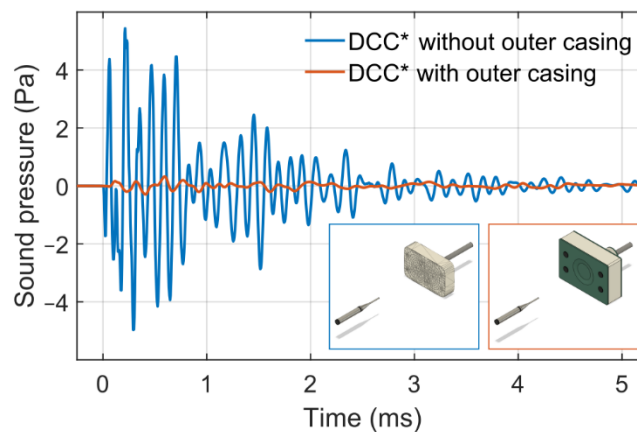 DCC* without outer casing
DCC* with outer casing
Sound pressure (Pa)
4
2
0
-2
-4
0
1
2
3
4
5
Time (ms)